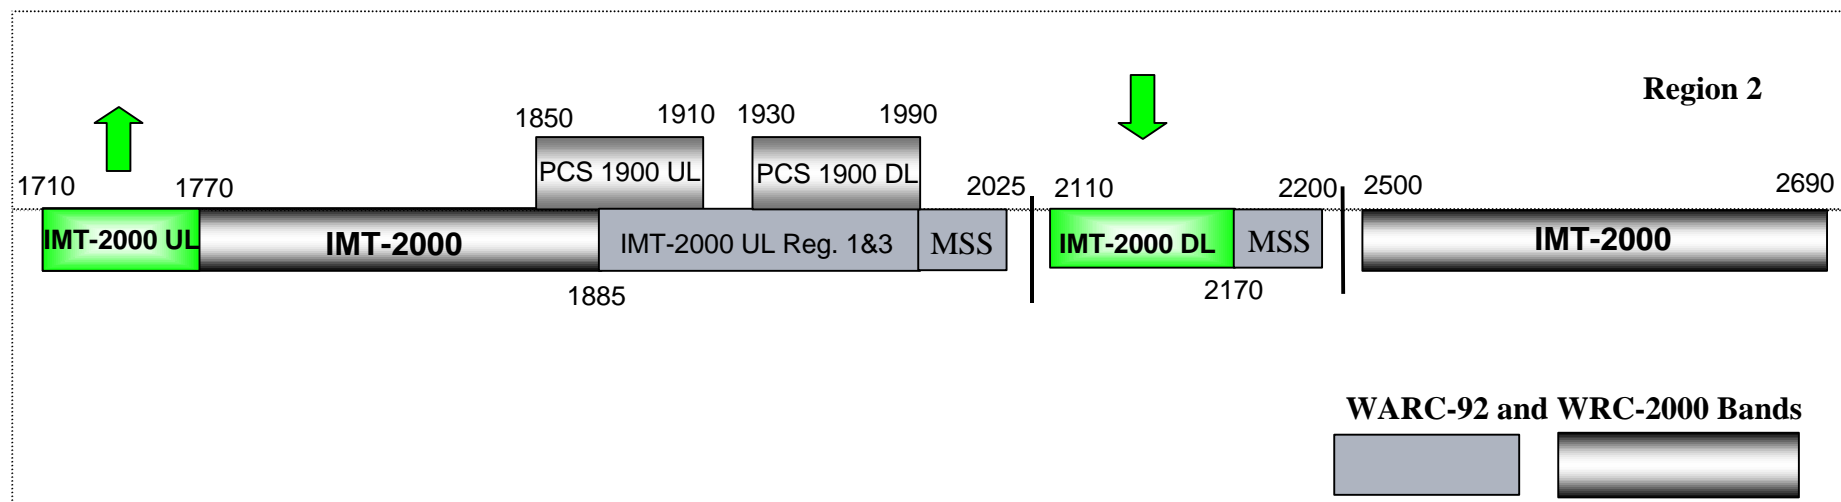 Region 2
1850 1910 1930 1990
PCS 1900 UL PCS 1900 DL
1710 1770 2025 2110 2200 2500 2690
IMT-2000 UL IMT-2000 IMT-2000 UL Reg. 1&3 MSS IMT-2000 DL MSS IMT-2000
1885 2170
WARC-92 and WRC-2000 Bands